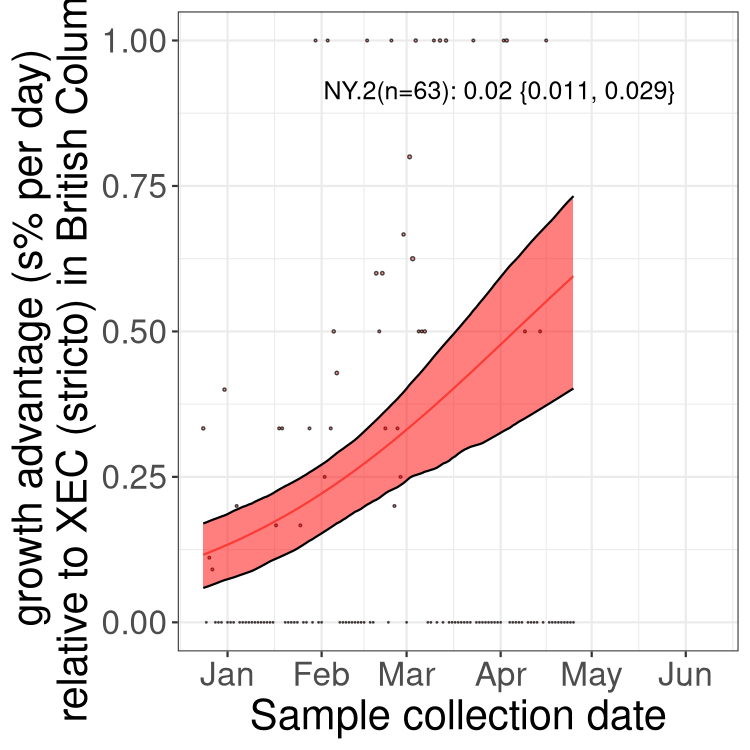 growth advantage (s% per day)
relative to XEC (stricto) in British Colum
1.00
0.75
0.50
0.25
0.00
NY.2(n=63): 0.02 {0.011, 0.029}
Jan Feb Mar Apr May Jun
Sample collection date